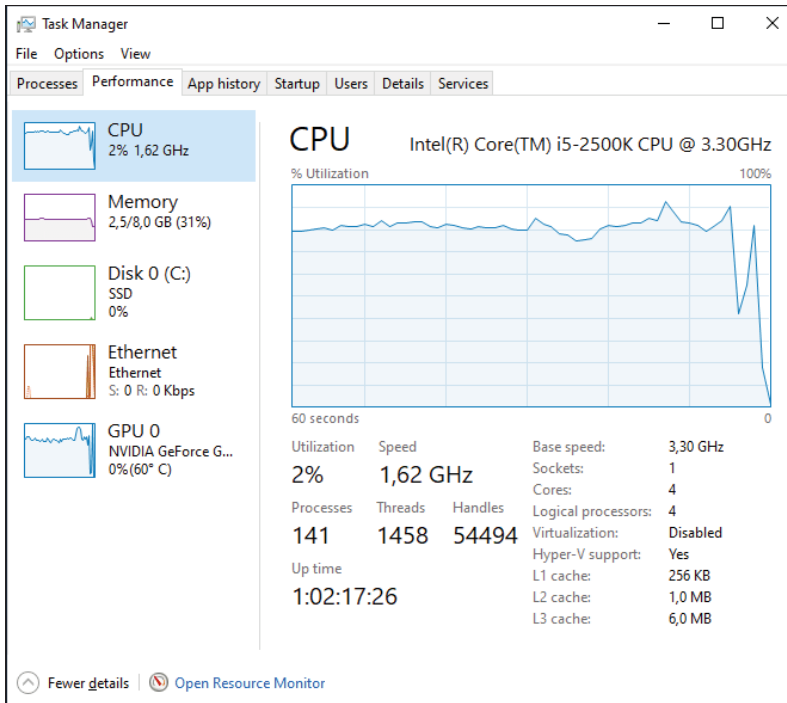 Task Manager
File Options View
Processes Performance App history Startup Users Details Services
CPU
2% 1,62 GHz
Memory
2,5/8,0 GB (31%)
Disk 0 (C:)
SSD
0%
Ethernet
Ethernet
S: 0 R: 0 Kbps
GPU 0
NVIDIA GeForce G...
0%(60° C)
CPU Intel(R) Core(TM) i5-2500K CPU @ 3.30GHz
% Utilization 100%
60 seconds 0
Utilization Speed
2% 1,62 GHz
Processes Threads Handles
141 1458 54494
Up time
1:02:17:26
Base speed: 3,30 GHz
Sockets: 1
Cores: 4
Logical processors: 4
Virtualization: Disabled
Hyper-V support: Yes
L1 cache: 256 KB
L2 cache: 1,0 MB
L3 cache: 6,0 MB
Fewer details Open Resource Monitor